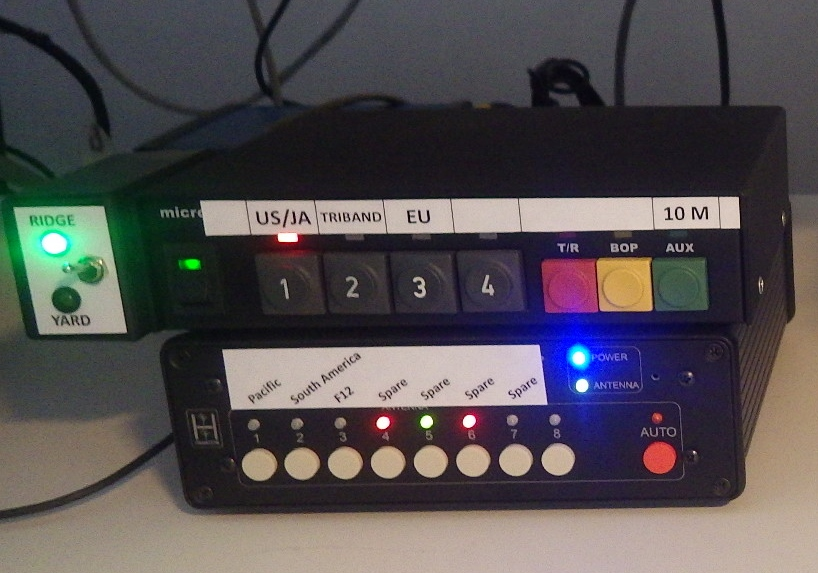 RIDGE
YARD
micro
US/JA TRIBAND EU 10 M
T/R BOP AUX
1 2 3 4
Pacific South America F12 Spare Spare Spare Spare
POWER
ANTENNA
1 2 3 4 5 6 7 8
AUTO